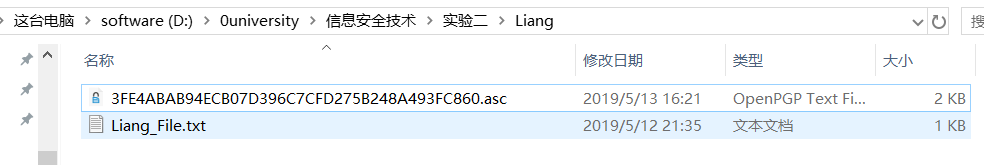 这台电脑 > software (D:) > 0university > 信息安全技术 > 实验二 > Liang 搜
名称 修改日期 类型 大小
3FE4ABAB94ECB07D396C7CFD275B248A493FC860.asc 2019/5/13 16:21 OpenPGP Text Fi... 2 KB
Liang_File.txt 2019/5/12 21:35 文本文档 1 KB